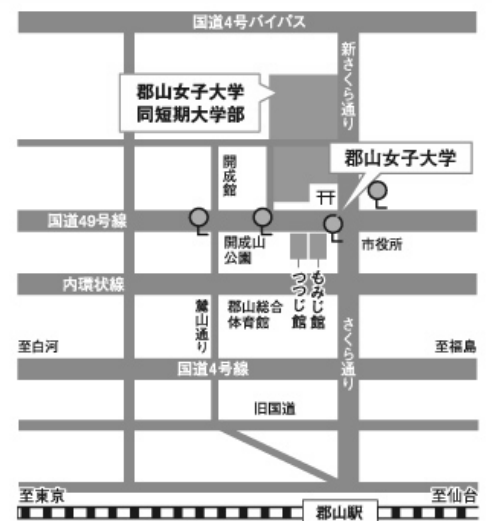 国道4号バイパス
新さくら通り
郡山女子大学
同短期大学部
開成館
郡山女子大学
国道49号線
開成山
公園
市役所
内環状線
鷲山通り
郡山総合
体育館
つつじ館
もみじ館
至白河
さくら通り
至福島
国道4号線
旧国道
至東京
至仙台
郡山駅